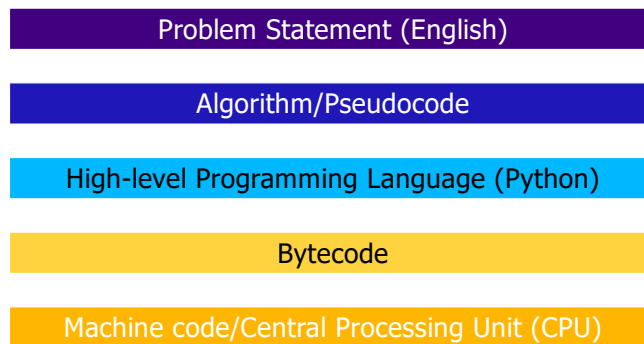 Problem Statement (English)
Algorithm/Pseudocode
High-level Programming Language (Python)
Bytecode
Machine code/Central Processing Unit (CPU)